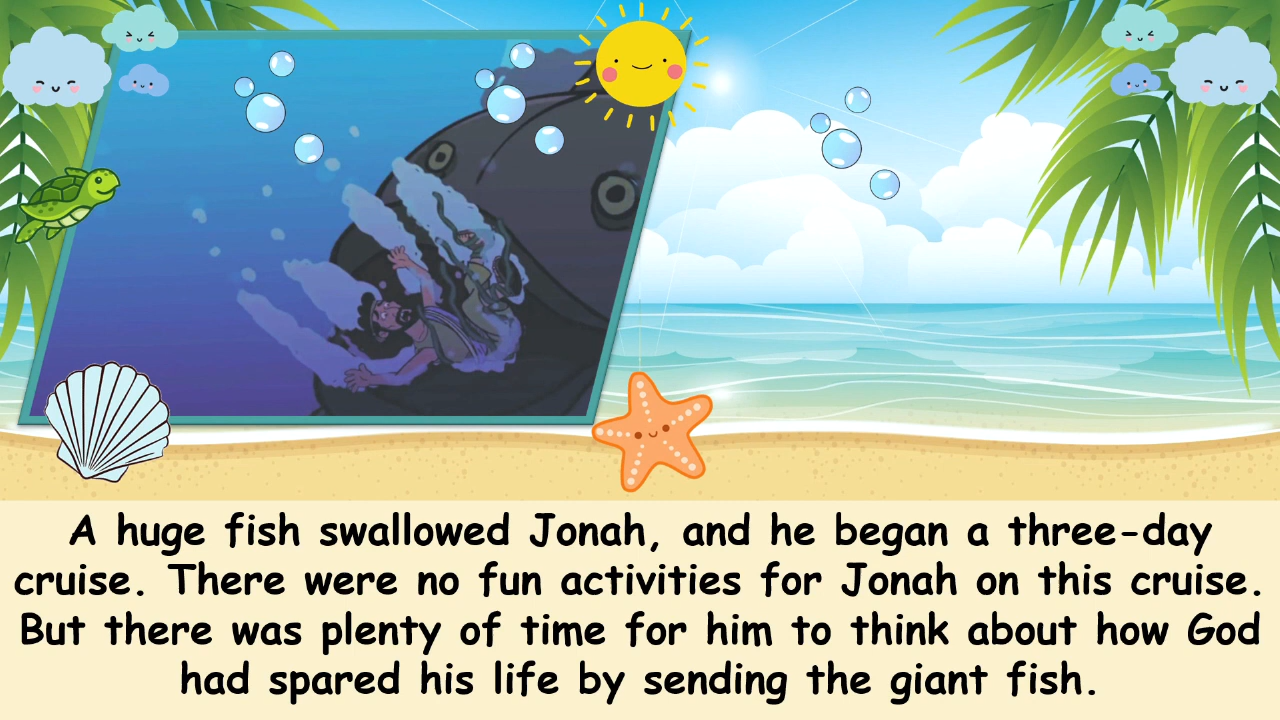 A huge fish swallowed Jonah, and he began a three-day
cruise. There were no fun activities for Jonah on this cruise.
But there was plenty of time for him to think about how God
had spared his life by sending the giant fish.